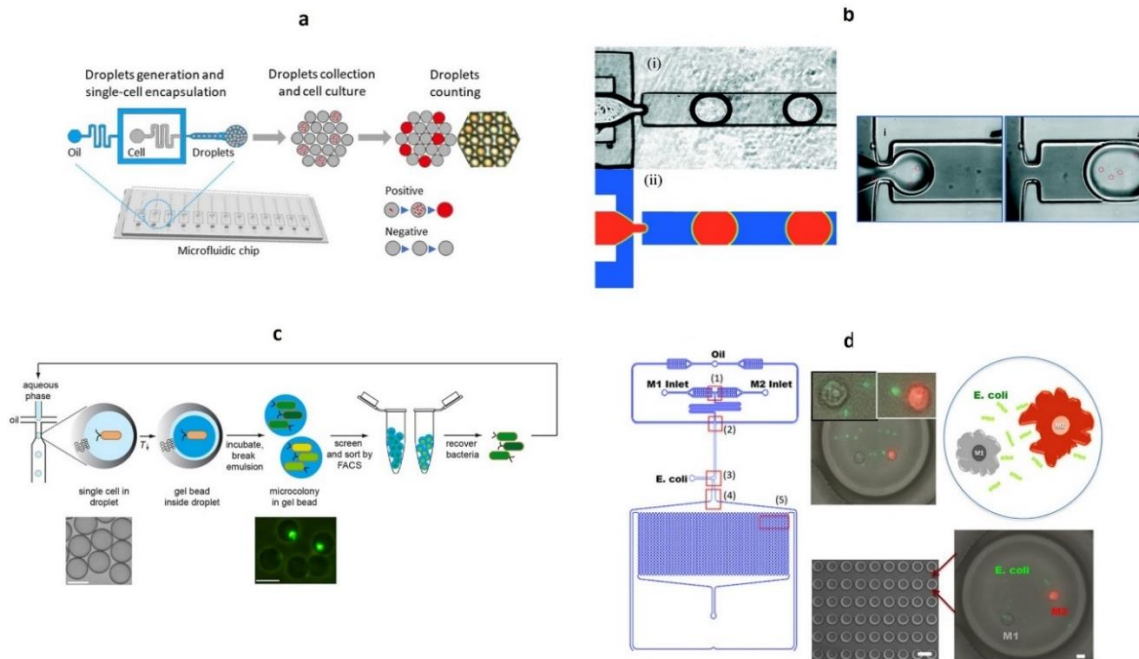 a
Droplets generation and
single-cell encapsulation
Droplets collection
and cell culture
Droplets
counting
Oil
Cell
Droplets
Positive
Negative
Microfluidic chip
b
(i)
(ii)
i
c
aqueous
phase
oil
T↓
incubate,
break
emulsion
screen
and sort by
FACS
recover
bacteria
single cell in
droplet
gel bead
inside droplet
microcolony
in gel bead
d
Oil
(1)
M1 Inlet
M2 Inlet
(2)
E. coli
(3)
(4)
(5)
E. coli
M1
E. coli
M2
M1